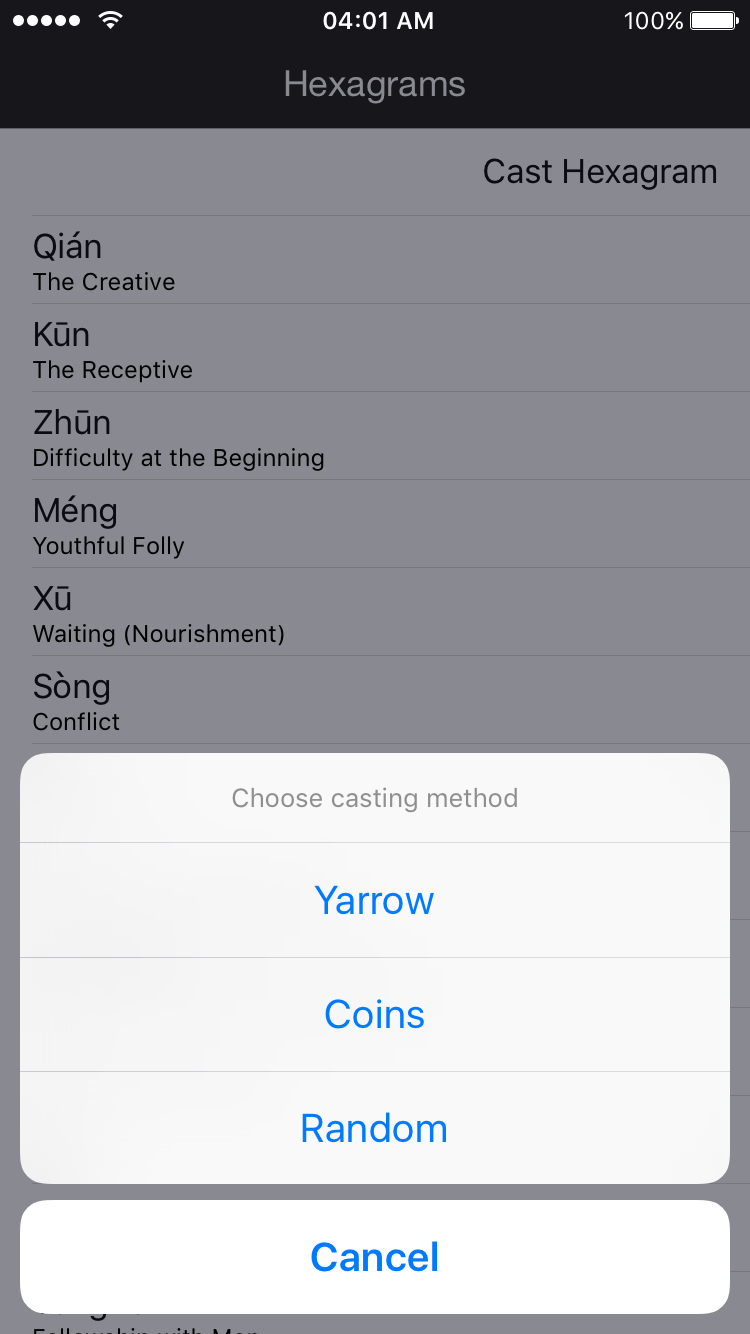 04:01 AM 100%
Hexagrams
Cast Hexagram
Qián
The Creative
Kūn
The Receptive
Zhūn
Difficulty at the Beginning
Méng
Youthful Folly
Xū
Waiting (Nourishment)
Sòng
Conflict
Choose casting method
Yarrow
Coins
Random
Cancel